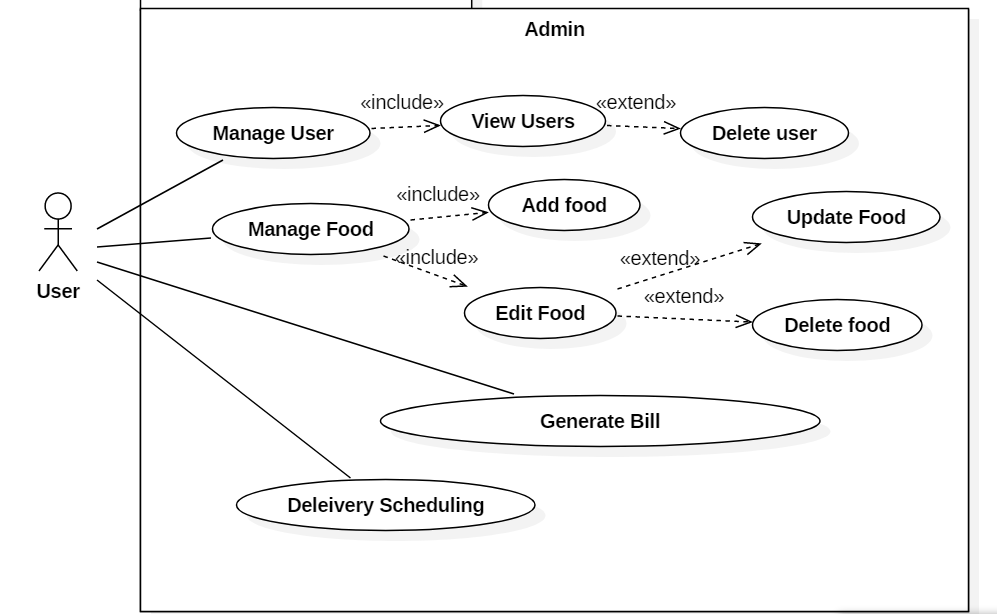 Admin
«include»
«extend»
Manage User
View Users
Delete user
«include»
Add food
Update Food
Manage Food
«include»
«extend»
User
«extend»
Edit Food
Delete food
Generate Bill
Deleivery Scheduling